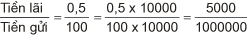 Tiền lãi / Tiền gửi = 0,5 / 100 = 0,5 x 10000 / 100 x 10000 = 5000 / 1000000